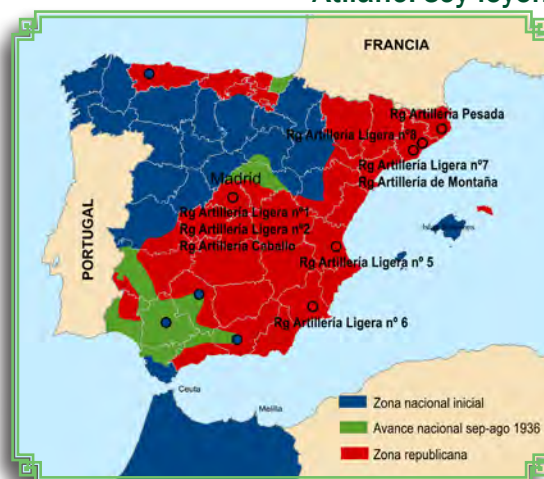 FRANCIA
Rg Artillería Pesada
Rg Artillería Ligera nº8
Rg Artillería Ligera nº7
Rg Artillería de Montaña
Madrid
Rg Artillería Ligera nº1
Rg Artillería Ligera nº2
Rg Artillería Caballo
PORTUGAL
Rg Artillería Ligera nº 5
Rg Artillería Ligera nº 6
Ceuta
Melilla
Zona nacional inicial
Avance nacional sep-ago 1936
Zona republicana